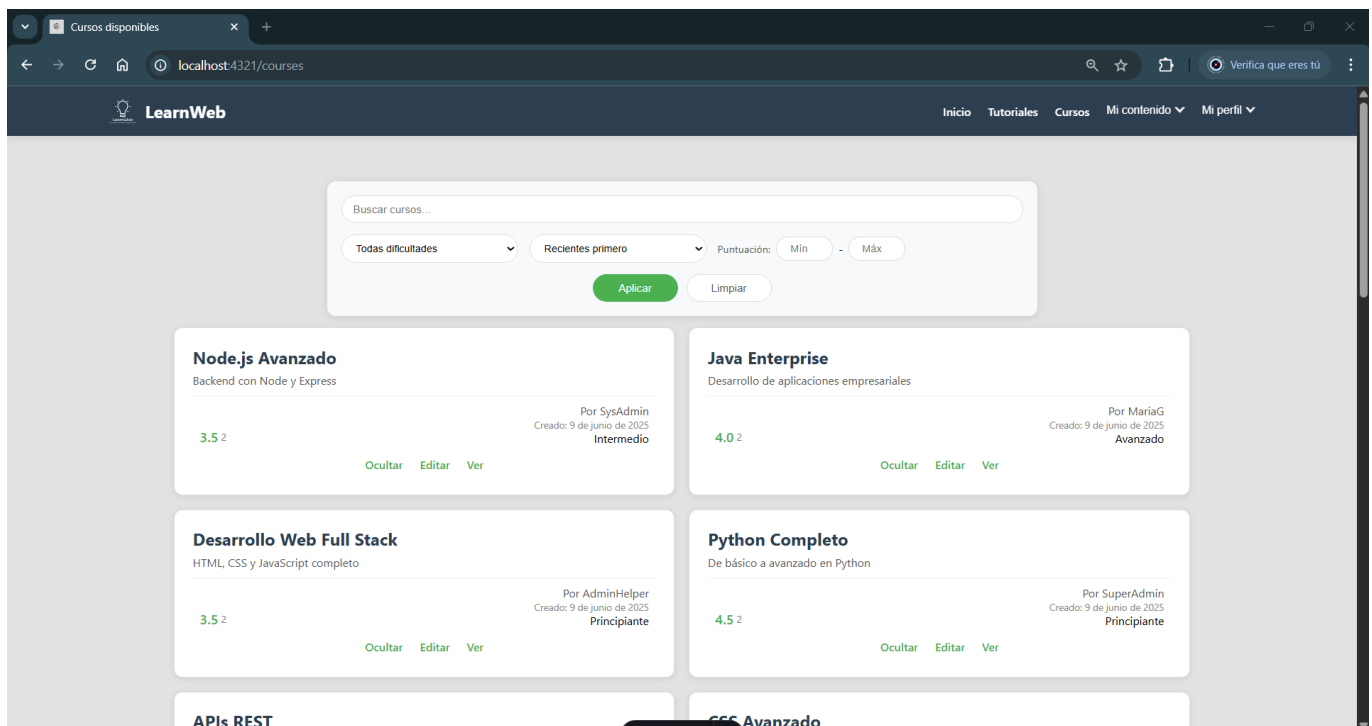 Cursos disponibles
localhost:4321/courses
Verifica que eres tú
LearnWeb
Inicio Tutoriales Cursos Mi contenido Mi perfil
Buscar cursos...
Todas dificultades Recientes primero Puntuación: Mín - Máx
Aplicar Limpiar
Node.js Avanzado
Backend con Node y Express
Por SysAdmin
Creado: 9 de junio de 2025
3.5 2 Intermedio
Ocultar Editar Ver
Java Enterprise
Desarrollo de aplicaciones empresariales
Por MariaG
Creado: 9 de junio de 2025
4.0 2 Avanzado
Ocultar Editar Ver
Desarrollo Web Full Stack
HTML, CSS y JavaScript completo
Por AdminHelper
Creado: 9 de junio de 2025
3.5 2 Principiante
Ocultar Editar Ver
Python Completo
De básico a avanzado en Python
Por SuperAdmin
Creado: 9 de junio de 2025
4.5 2 Principiante
Ocultar Editar Ver
APIs REST
CSS Avanzado